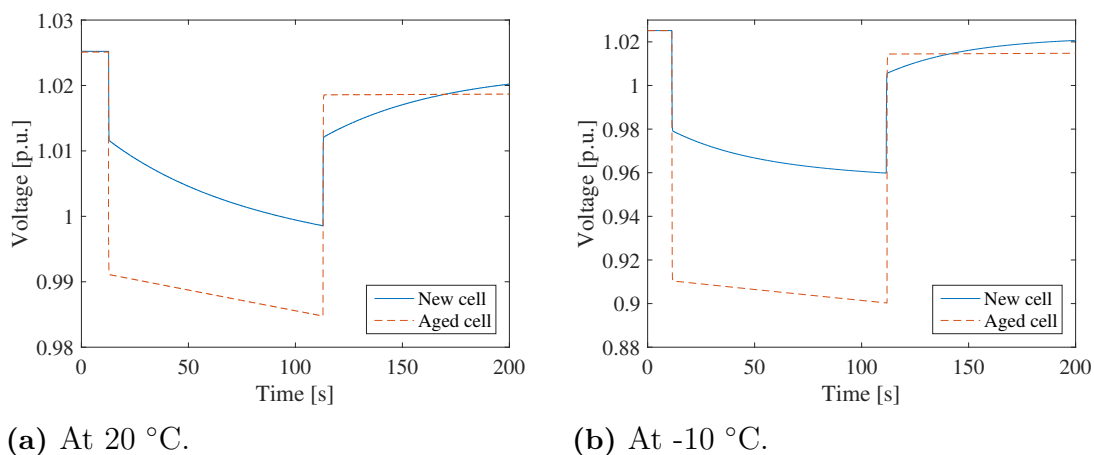 1.03
1.02
1.01
1
0.99
0.98
Voltage [p.u.]
New cell
Aged cell
0 50 100 150 200
Time [s]
(a) At 20 °C.
1.02
1
0.98
0.96
0.94
0.92
0.9
0.88
Voltage [p.u.]
New cell
Aged cell
0 50 100 150 200
Time [s]
(b) At -10 °C.